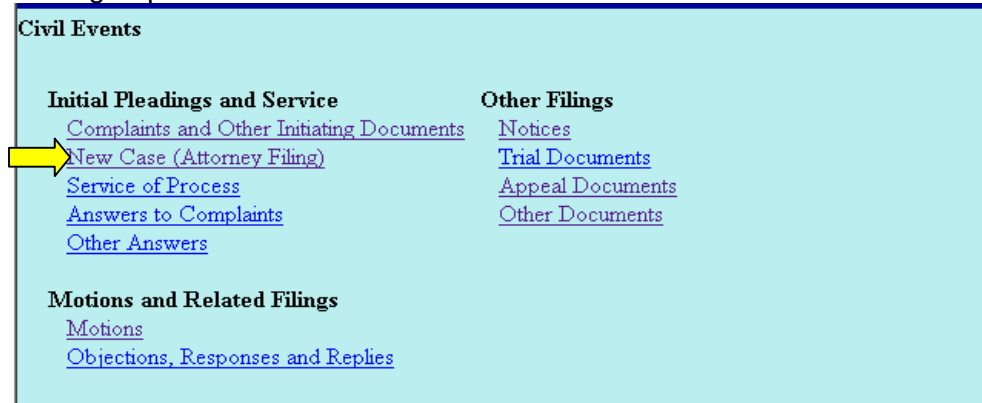 Civil Events
Initial Pleadings and Service
Complaints and Other Initiating Documents
New Case (Attorney Filing)
Service of Process
Answers to Complaints
Other Answers
Other Filings
Notices
Trial Documents
Appeal Documents
Other Documents
Motions and Related Filings
Motions
Objections, Responses and Replies